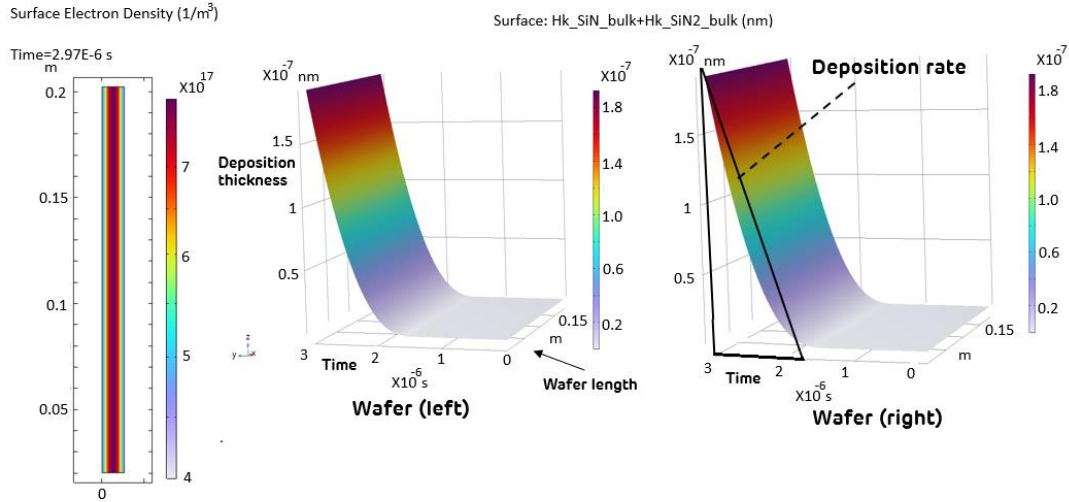 Surface Electron Density (1/m³)
Time=2.97E-6 s
m
0.2
0.15
0.1
0.05
0
X10¹⁷
7
6
5
4
Surface: Hk_SiN_bulk+Hk_SiN2_bulk (nm)
X10⁻⁷ nm
1.5
Deposition
thickness
1
0.5
3
Time
2
1
0
X10⁻⁶ s
0.15
m
Wafer length
Wafer (left)
z
y
x
X10⁻⁷
1.8
1.4
1.0
0.6
0.2
X10⁻⁷ nm
Deposition rate
1.5
1
0.5
3
Time
2
1
0
X10⁻⁶ s
0.15
m
Wafer (right)
X10⁻⁷
1.8
1.4
1.0
0.6
0.2